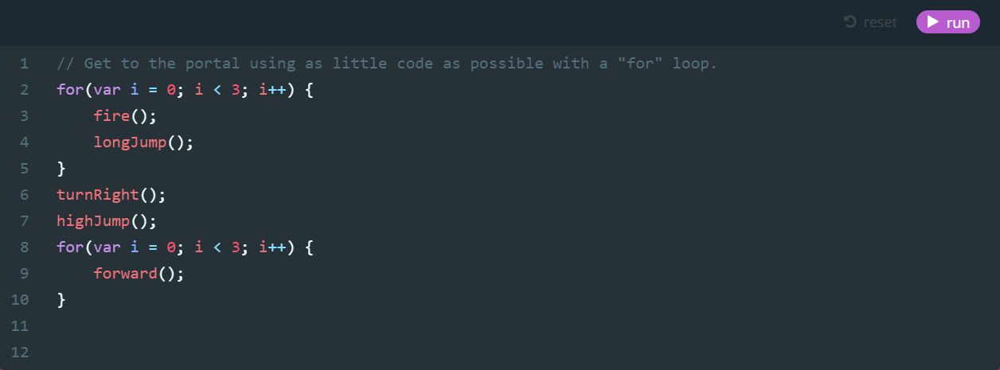 reset
run
1 // Get to the portal using as little code as possible with a "for" loop.
2 for(var i = 0; i < 3; i++) {
3     fire();
4     longJump();
5 }
6 turnRight();
7 highJump();
8 for(var i = 0; i < 3; i++) {
9     forward();
10 }
11
12